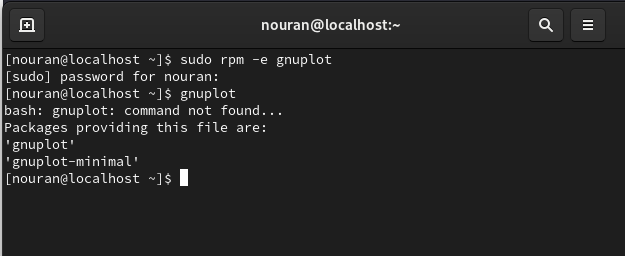 nouran@localhost:~
[nouran@localhost ~]$ sudo rpm -e gnuplot
[sudo] password for nouran:
[nouran@localhost ~]$ gnuplot
bash: gnuplot: command not found...
Packages providing this file are:
'gnuplot'
'gnuplot-minimal'
[nouran@localhost ~]$